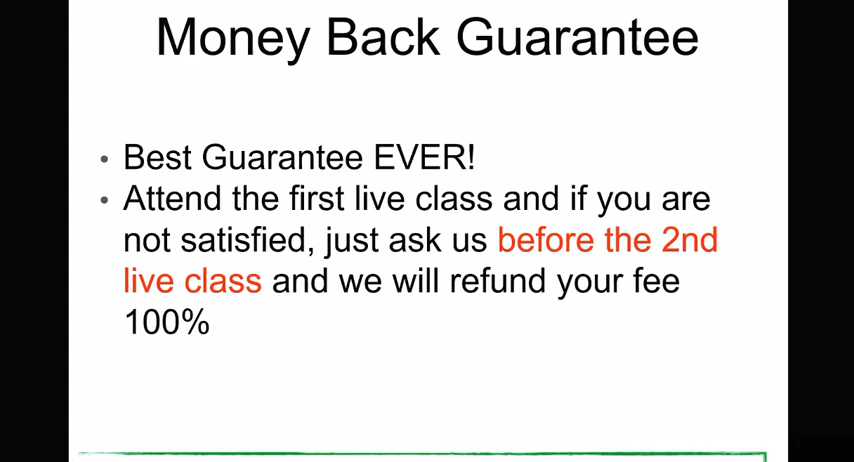 Money Back Guarantee
• Best Guarantee EVER!
• Attend the first live class and if you are
not satisfied, just ask us before the 2nd
live class and we will refund your fee
100%